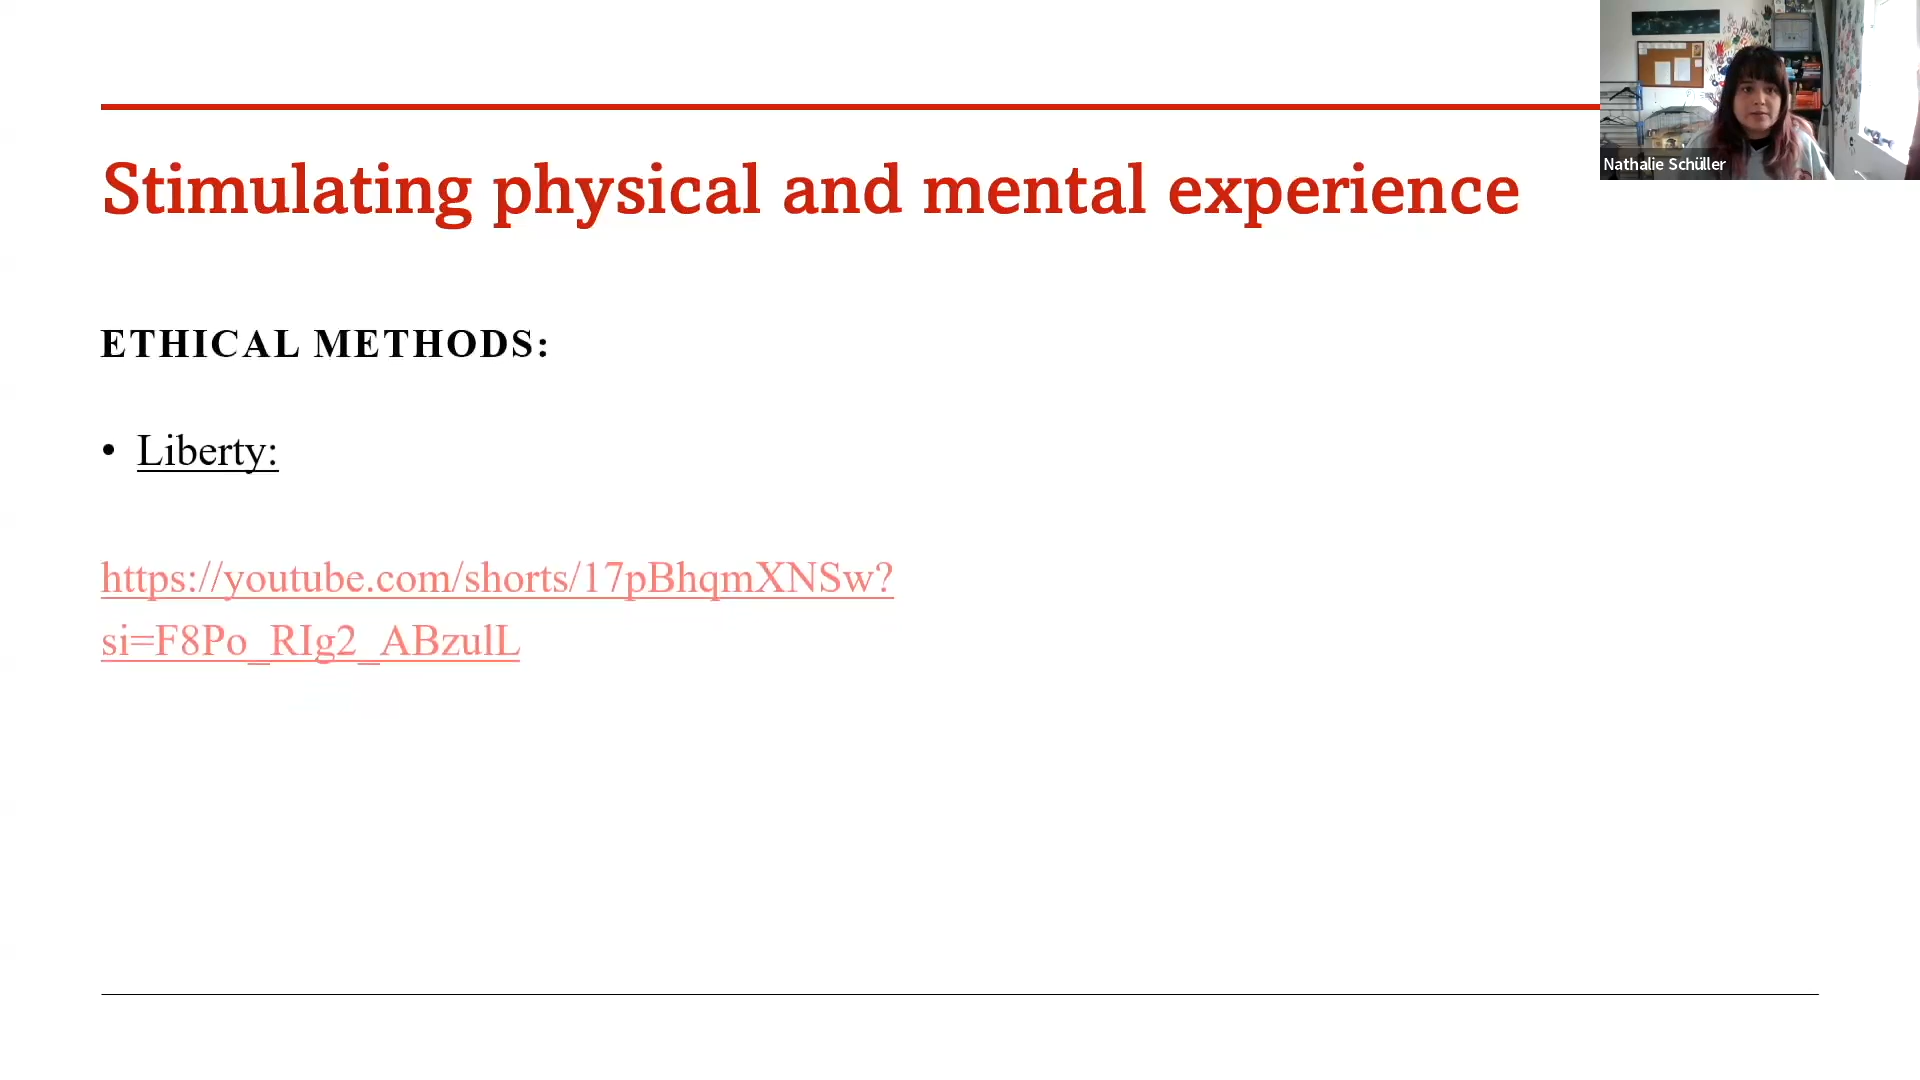 Stimulating physical and mental experience
Nathalie Schüller
ETHICAL METHODS:
• Liberty:
https://youtube.com/shorts/17pBhqmXNSw?
si=F8Po_RIg2_ABzulL